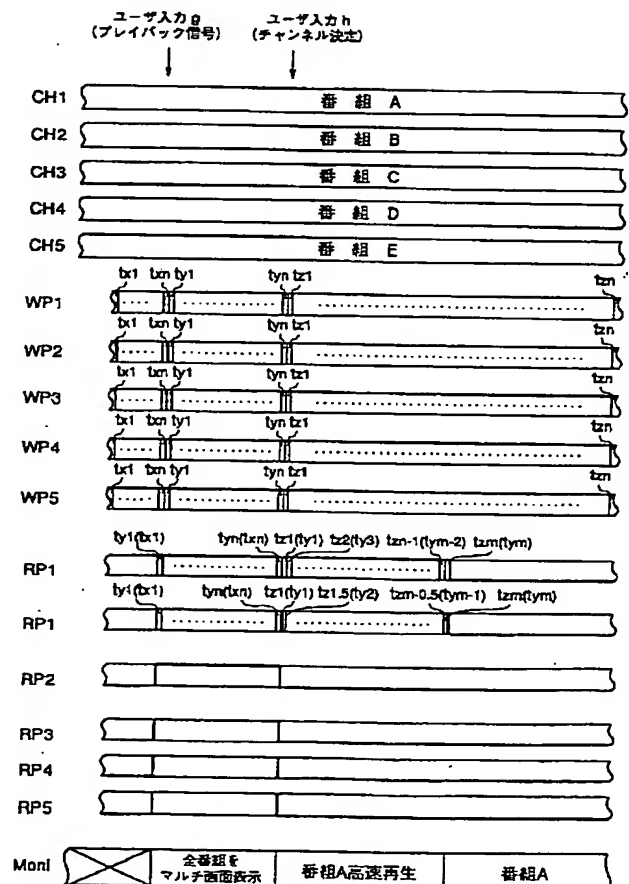 ユーザ入力 g
(プレイバック信号)
ユーザ入力 h
(チャンネル決定)
CH1 番 組 A
CH2 番 組 B
CH3 番 組 C
CH4 番 組 D
CH5 番 組 E
tx1 txn ty1 tyn tz1 tzn
WP1
tx1 txn ty1 tyn tz1 tzn
WP2
tx1 txn ty1 tyn tz1 tzn
WP3
tx1 txn ty1 tyn tz1 tzn
WP4
tx1 txn ty1 tyn tz1 tzn
WP5
ty1(tx1) tyn(txn) tz1(ty1) tz2(ty3) tzn-1(tym-2) tzm(tym)
RP1
ty1(tx1) tyn(txn) tz1(ty1) tz1.5(ty2) tzm-0.5(tym-1) tzm(tym)
RP1
RP2
RP3
RP4
RP5
Moni 全番組を
マルチ画面表示 番組A高速再生 番組A